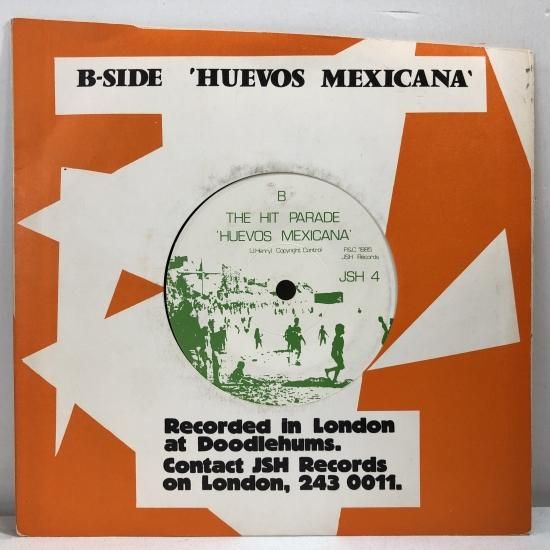 B-SIDE 'HUEVOS MEXICANA'
B
THE HIT PARADE
'HUEVOS MEXICANA'
(J.Henry) Copyright Control
P&C 1985
JSH Records
JSH 4
Recorded in London
at Doodlehums.
Contact JSH Records
on London, 243 0011.